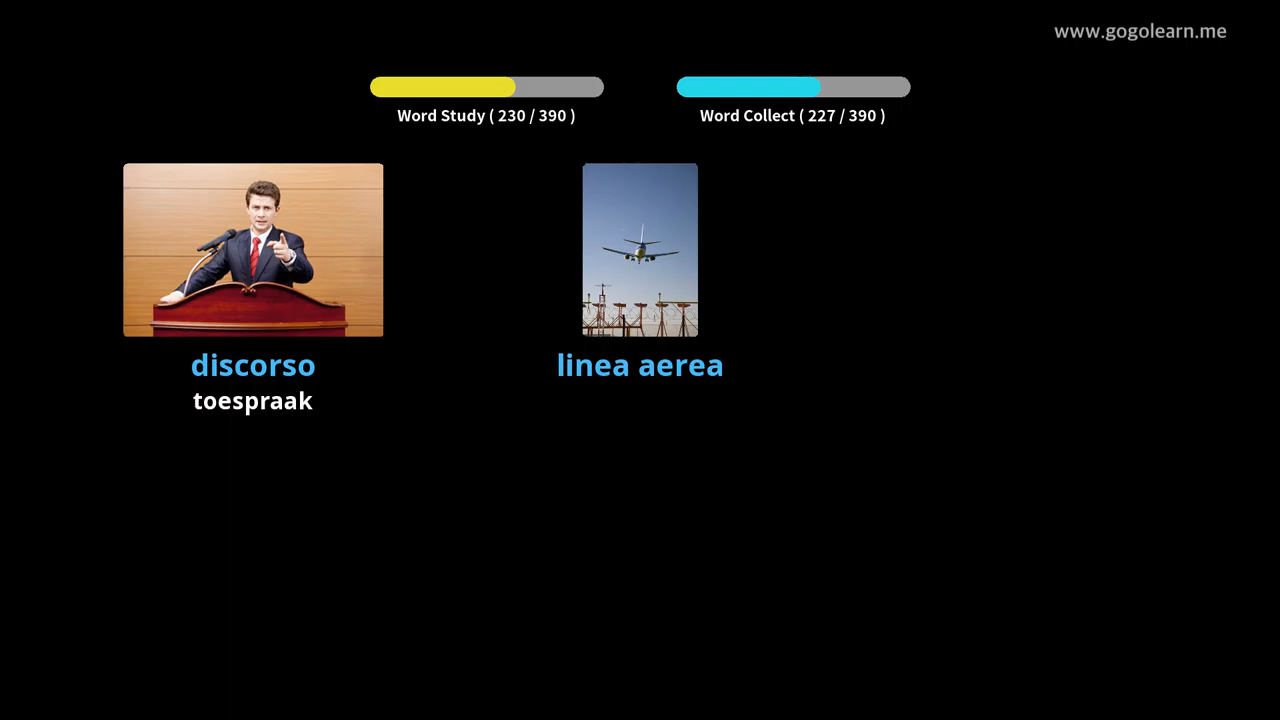 www.gogolearn.me
Word Study ( 230 / 390 )
Word Collect ( 227 / 390 )
discorso
toespraak
linea aerea